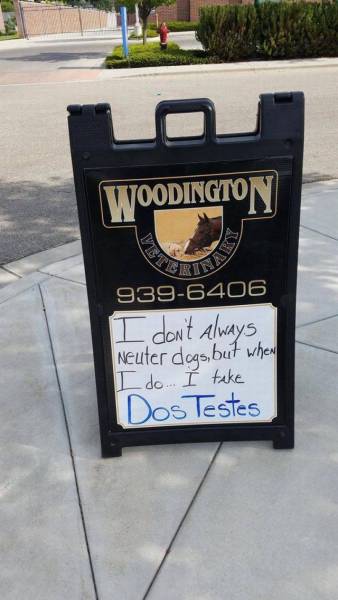 WOODINGTON
VETERINARY
939-6406
I don't Always
Neuter dogs, but when
I do... I take
Dos Testes